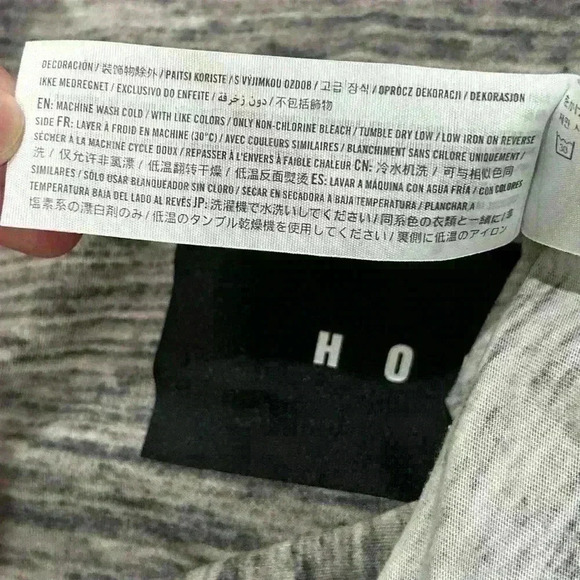 DECORACIÓN / 装饰物除外 / PAITSI KORISTE / S VÝJIMKOU OZDOB / 고급 장식 / OPRÓCZ DEKORACJI / DEKORASJON
IKKE MEDREGNET / EXCLUSIVO DO ENFEITE / دون زخرفة / 不包括飾物
EN: MACHINE WASH COLD / WITH LIKE COLORS / ONLY NON-CHLORINE BLEACH / TUMBLE DRY LOW / LOW IRON ON REVERSE
SIDE FR: LAVER À FROID EN MACHINE (30°C) / AVEC COULEURS SIMILAIRES / BLANCHIMENT SANS CHLORE UNIQUEMENT /
SÉCHER À LA MACHINE CYCLE DOUX / REPASSER À L'ENVERS À FAIBLE CHALEUR CN: 冷水机洗 / 可与相似色同
洗 / 仅允许非氯漂 / 低温翻转干燥 / 低温反面熨烫 ES: LAVAR A MÁQUINA CON AGUA FRÍA / CON COLORES
SIMILARES / SÓLO USAR BLANQUEADOR SIN CLORO / SECAR EN SECADORA A BAJA TEMPERATURA / PLANCHAR A
TEMPERATURA BAJA DEL LADO AL REVÉS JP: 洗濯機で水洗いしてください / 同系色の衣類と一緒に / 塩
塩素系の漂白剤のみ / 低温のタンブル乾燥機を使用してください / 裏側に低温のアイロン
H O